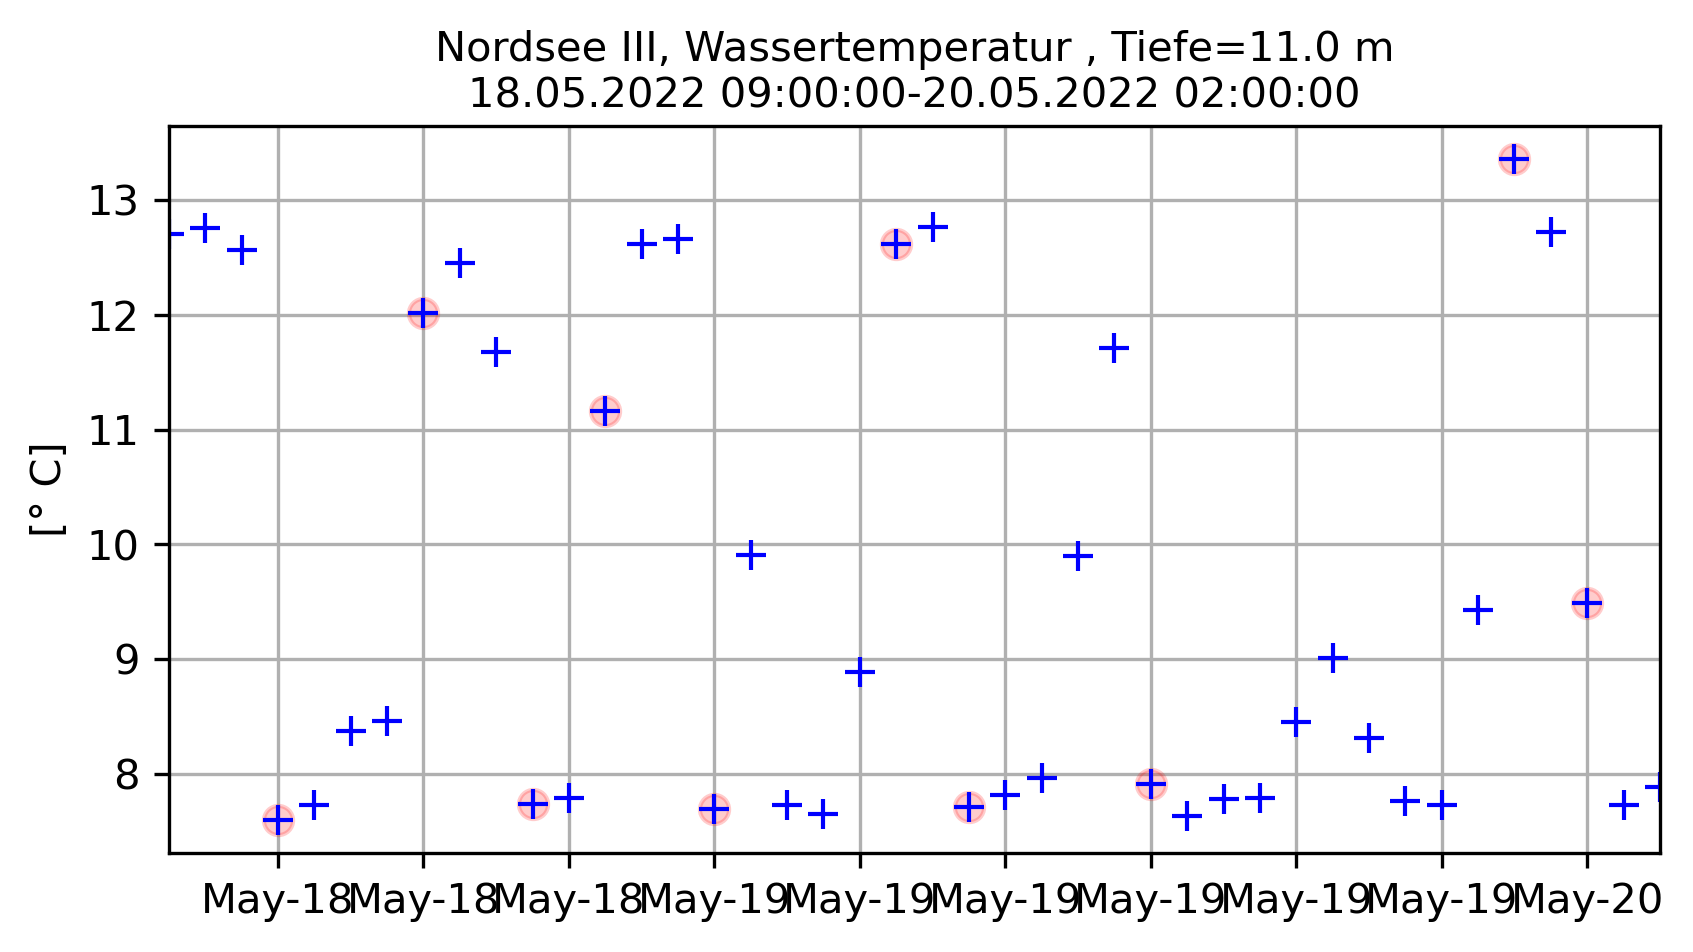 Nordsee III, Wassertemperatur , Tiefe=11.0 m
18.05.2022 09:00:00-20.05.2022 02:00:00
[° C]
13
12
11
10
9
8
May-18 May-18 May-18 May-19 May-19 May-19 May-19 May-19 May-19 May-20